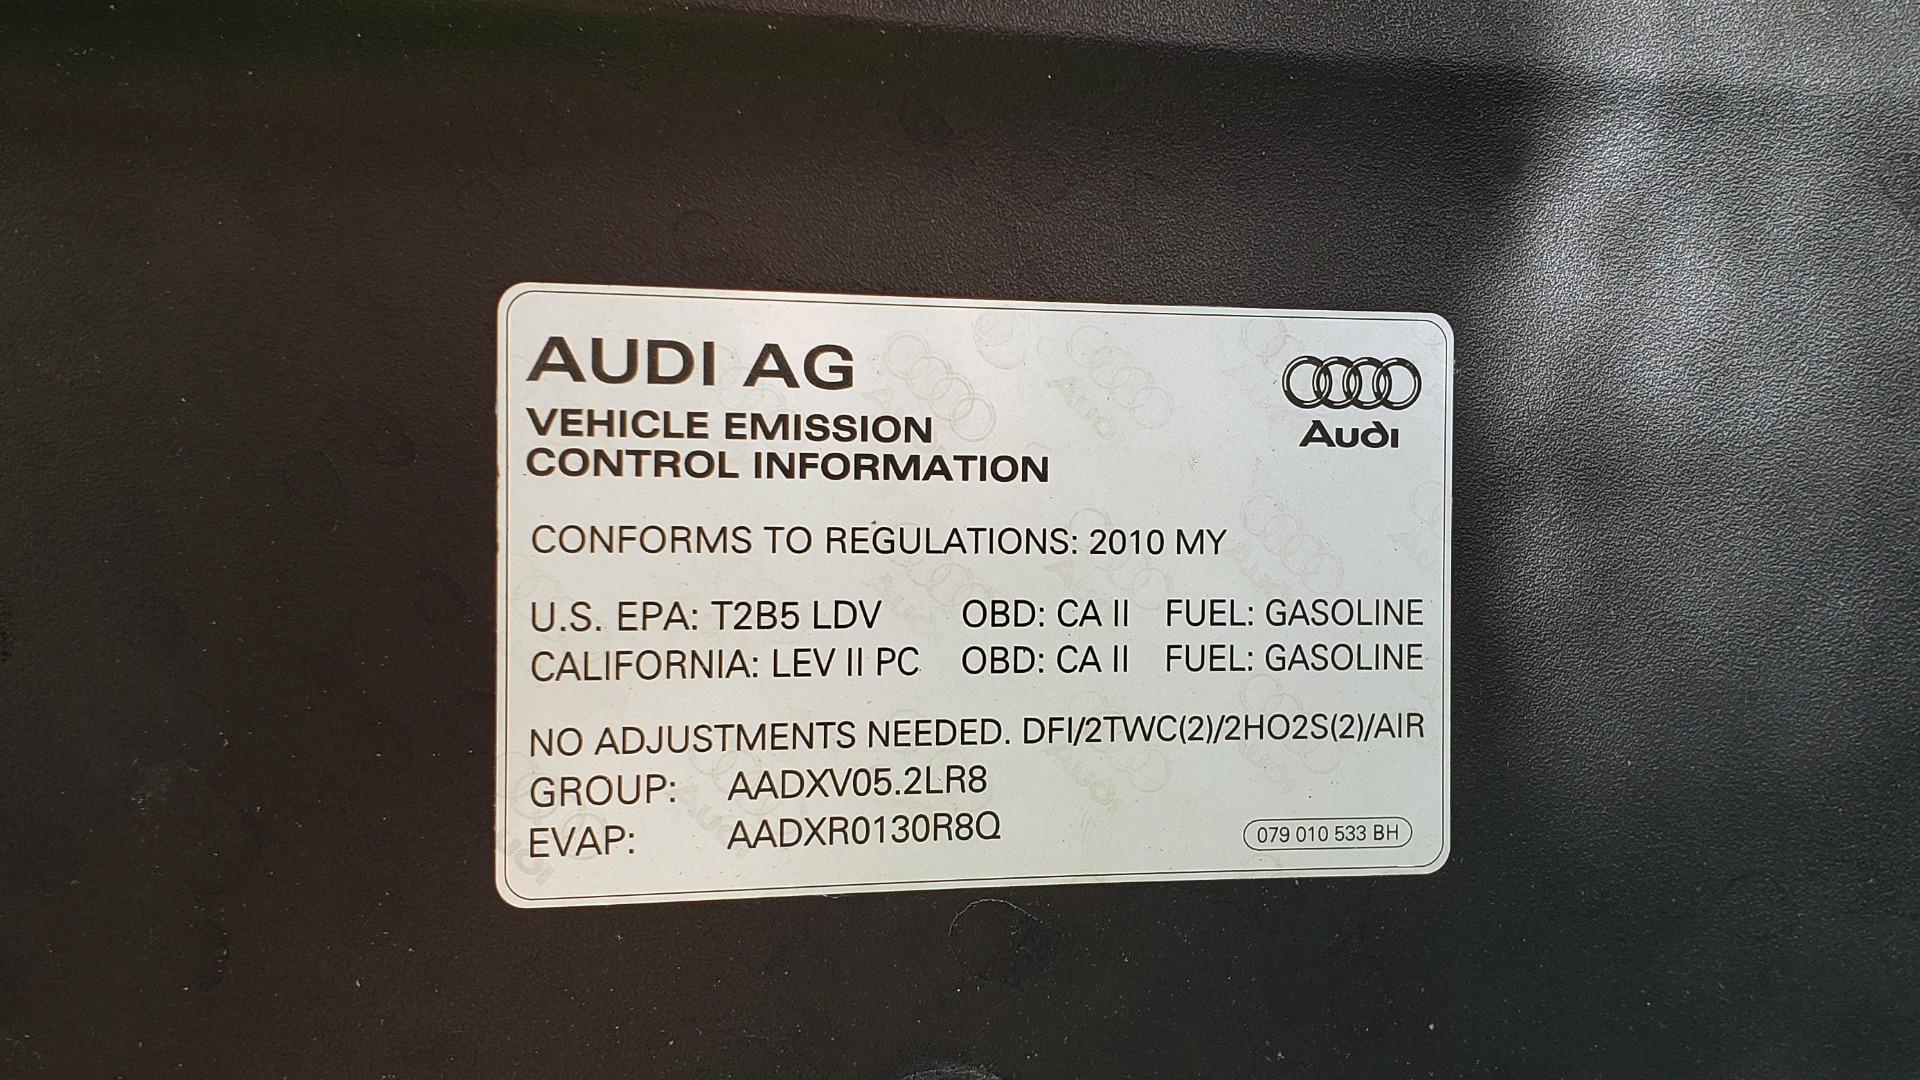 AUDI AG
Audi
VEHICLE EMISSION
CONTROL INFORMATION
CONFORMS TO REGULATIONS: 2010 MY
U.S. EPA: T2B5 LDV OBD: CA II FUEL: GASOLINE
CALIFORNIA: LEV II PC OBD: CA II FUEL: GASOLINE
NO ADJUSTMENTS NEEDED. DFI/2TWC(2)/2HO2S(2)/AIR
GROUP: AADXV05.2LR8
EVAP: AADXR0130R8Q
079 010 533 BH